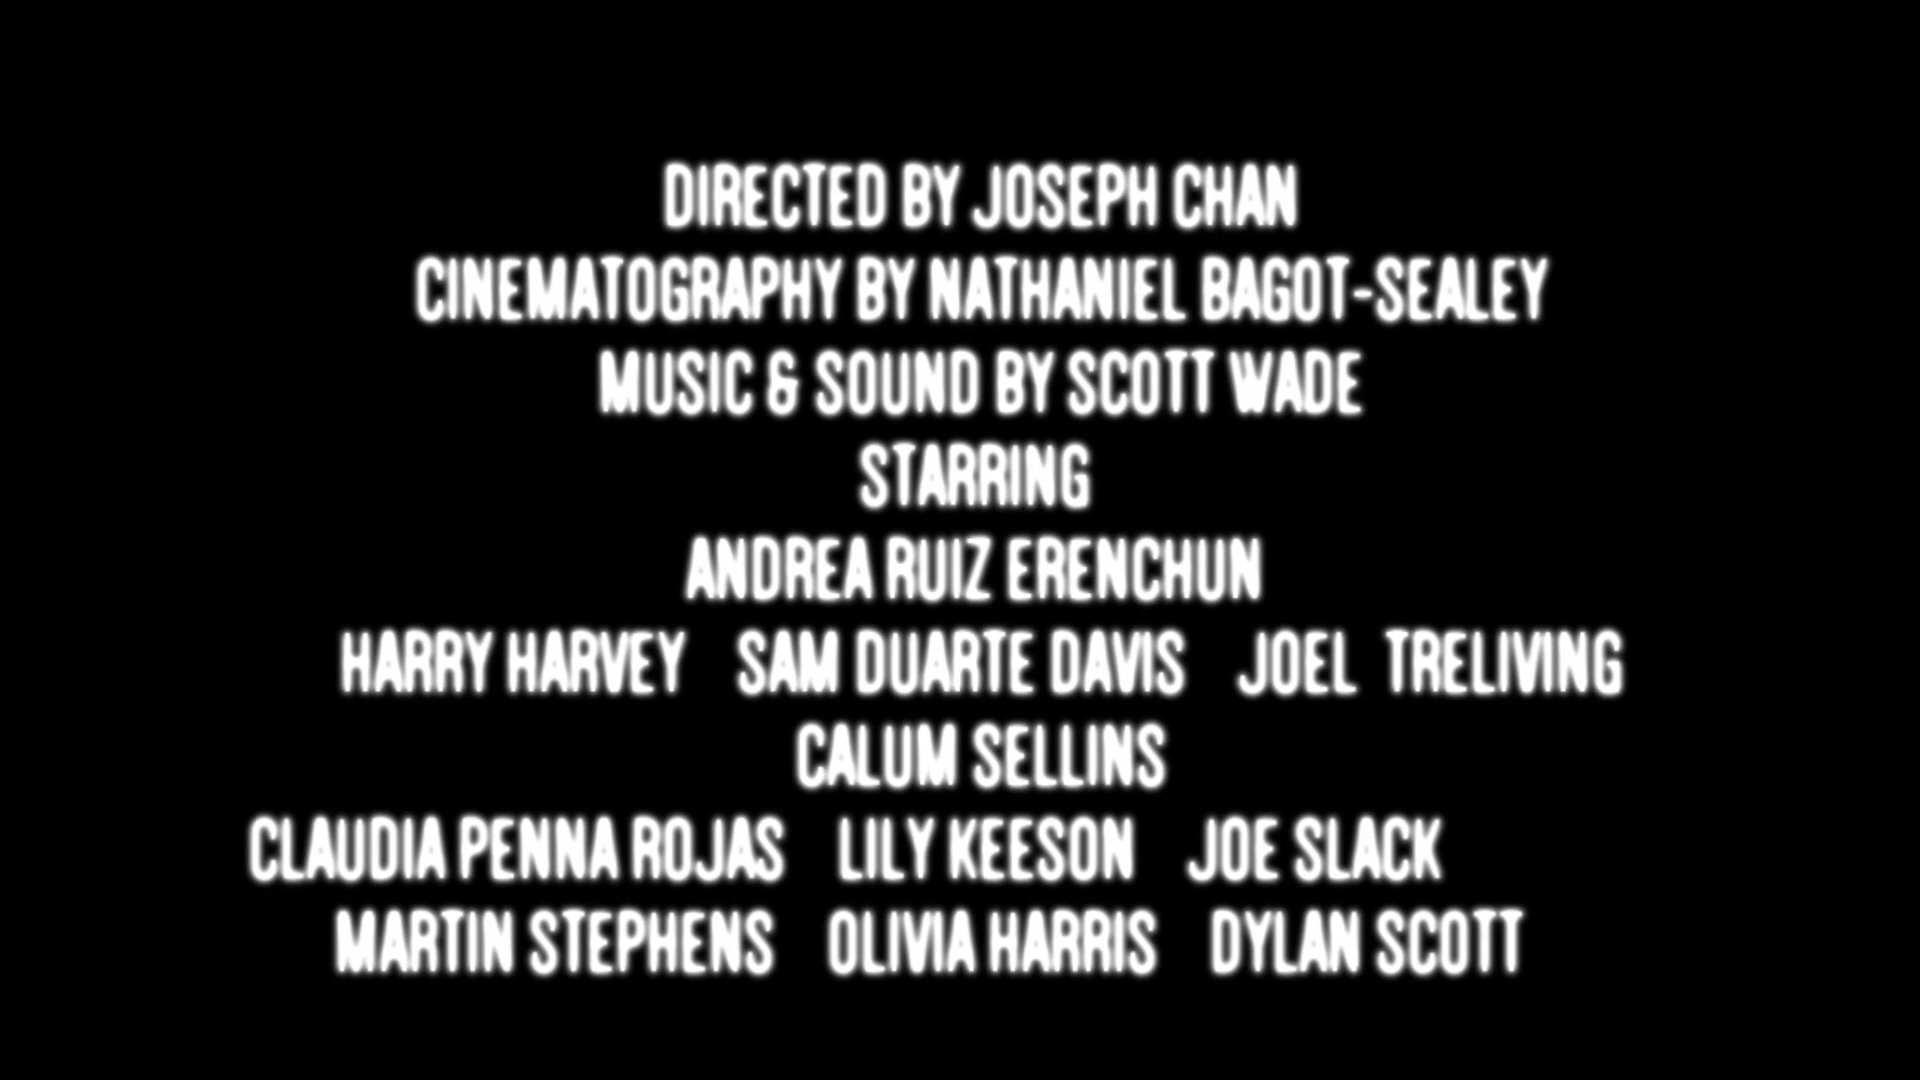 DIRECTED BY JOSEPH CHAN
CINEMATOGRAPHY BY NATHANIEL BAGOT-SEALEY
MUSIC & SOUND BY SCOTT WADE
STARRING
ANDREA RUIZ ERENCHUN
HARRY HARVEY SAM DUARTE DAVIS JOEL TRELIVING
CALUM SELLINS
CLAUDIA PENNA ROJAS LILY KEESON JOE SLACK
MARTIN STEPHENS OLIVIA HARRIS DYLAN SCOTT